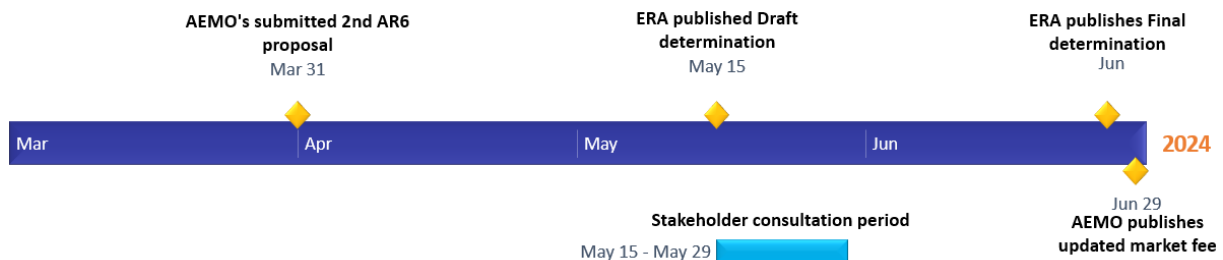 AEMO's submitted 2nd AR6
proposal
Mar 31
ERA published Draft
determination
May 15
ERA publishes Final
determination
Jun
Mar
Apr
May
Jun
2024
Jun 29
AEMO publishes
updated market fee
Stakeholder consultation period
May 15 - May 29